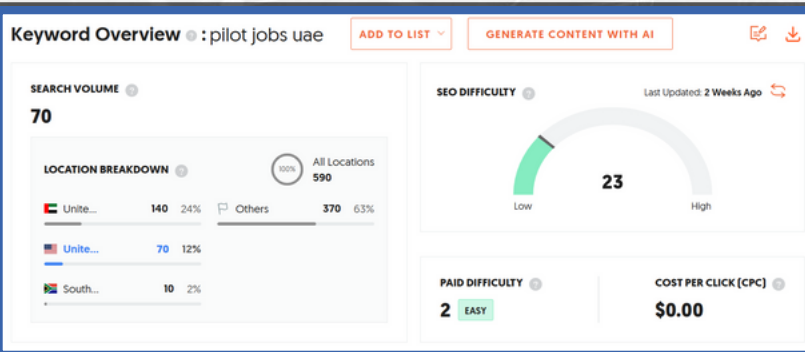 Keyword Overview : pilot jobs uae
ADD TO LIST
GENERATE CONTENT WITH AI
SEARCH VOLUME
70
LOCATION BREAKDOWN
100%
All Locations
590
Unite... 140 24%
Others 370 63%
Unite... 70 12%
South... 10 2%
SEO DIFFICULTY
Last Updated: 2 Weeks Ago
23
Low
High
PAID DIFFICULTY
2 EASY
COST PER CLICK (CPC)
$0.00